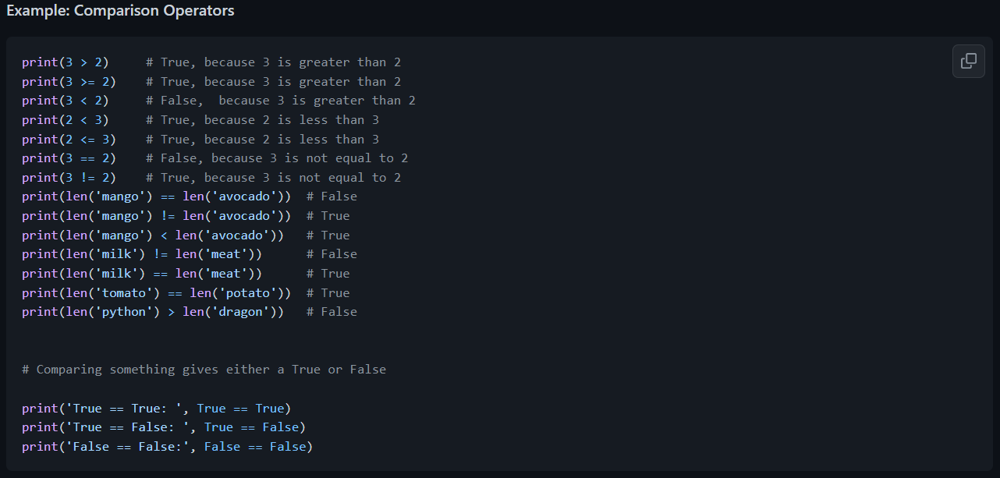 Example: Comparison Operators
print(3 > 2)     # True, because 3 is greater than 2
print(3 >= 2)    # True, because 3 is greater than 2
print(3 < 2)     # False,  because 3 is greater than 2
print(2 < 3)     # True, because 2 is less than 3
print(2 <= 3)    # True, because 2 is less than 3
print(3 == 2)    # False, because 3 is not equal to 2
print(3 != 2)    # True, because 3 is not equal to 2
print(len('mango') == len('avocado'))  # False
print(len('mango') != len('avocado'))  # True
print(len('mango') < len('avocado'))   # True
print(len('milk') != len('meat'))      # False
print(len('milk') == len('meat'))      # True
print(len('tomato') == len('potato'))  # True
print(len('python') > len('dragon'))   # False
# Comparing something gives either a True or False
print('True == True: ', True == True)
print('True == False: ', True == False)
print('False == False:', False == False)